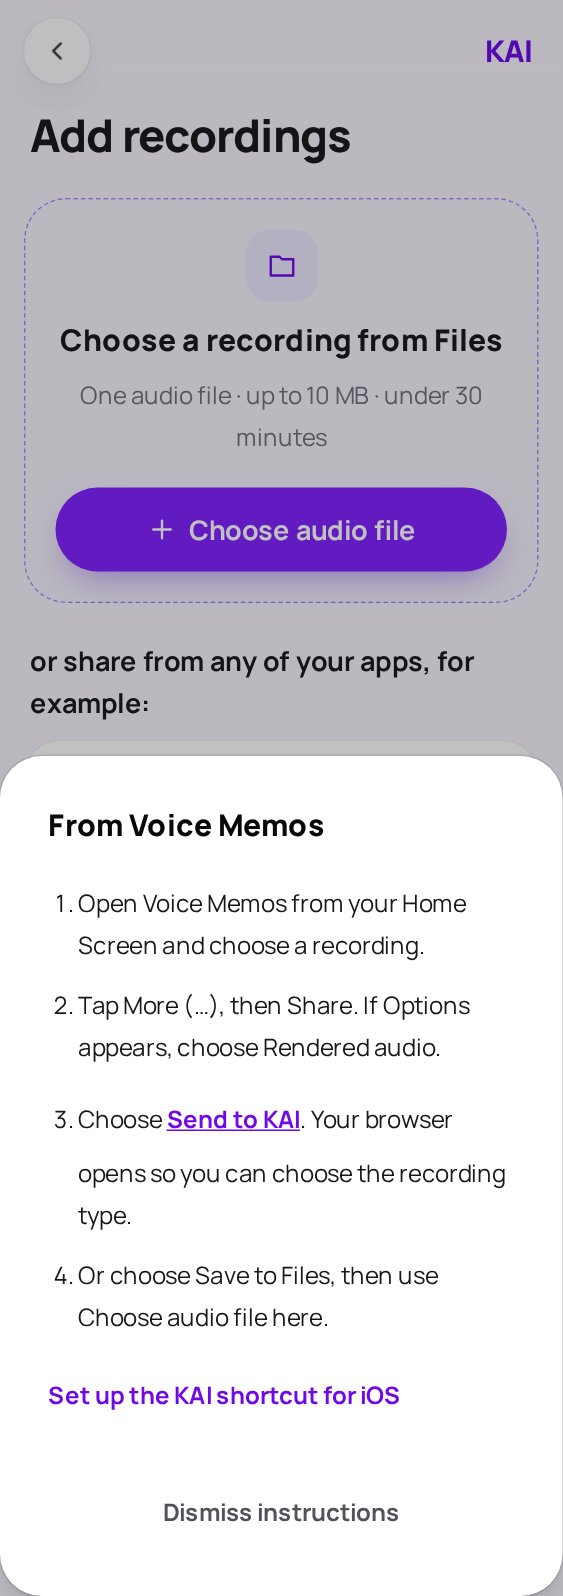 KAI
Add recordings
Choose a recording from Files
One audio file · up to 10 MB · under 30
minutes
+ Choose audio file
or share from any of your apps, for
example:
From Voice Memos
1. Open Voice Memos from your Home
Screen and choose a recording.
2. Tap More (...), then Share. If Options
appears, choose Rendered audio.
3. Choose Send to KAI. Your browser
opens so you can choose the recording
type.
4. Or choose Save to Files, then use
Choose audio file here.
Set up the KAI shortcut for iOS
Dismiss instructions